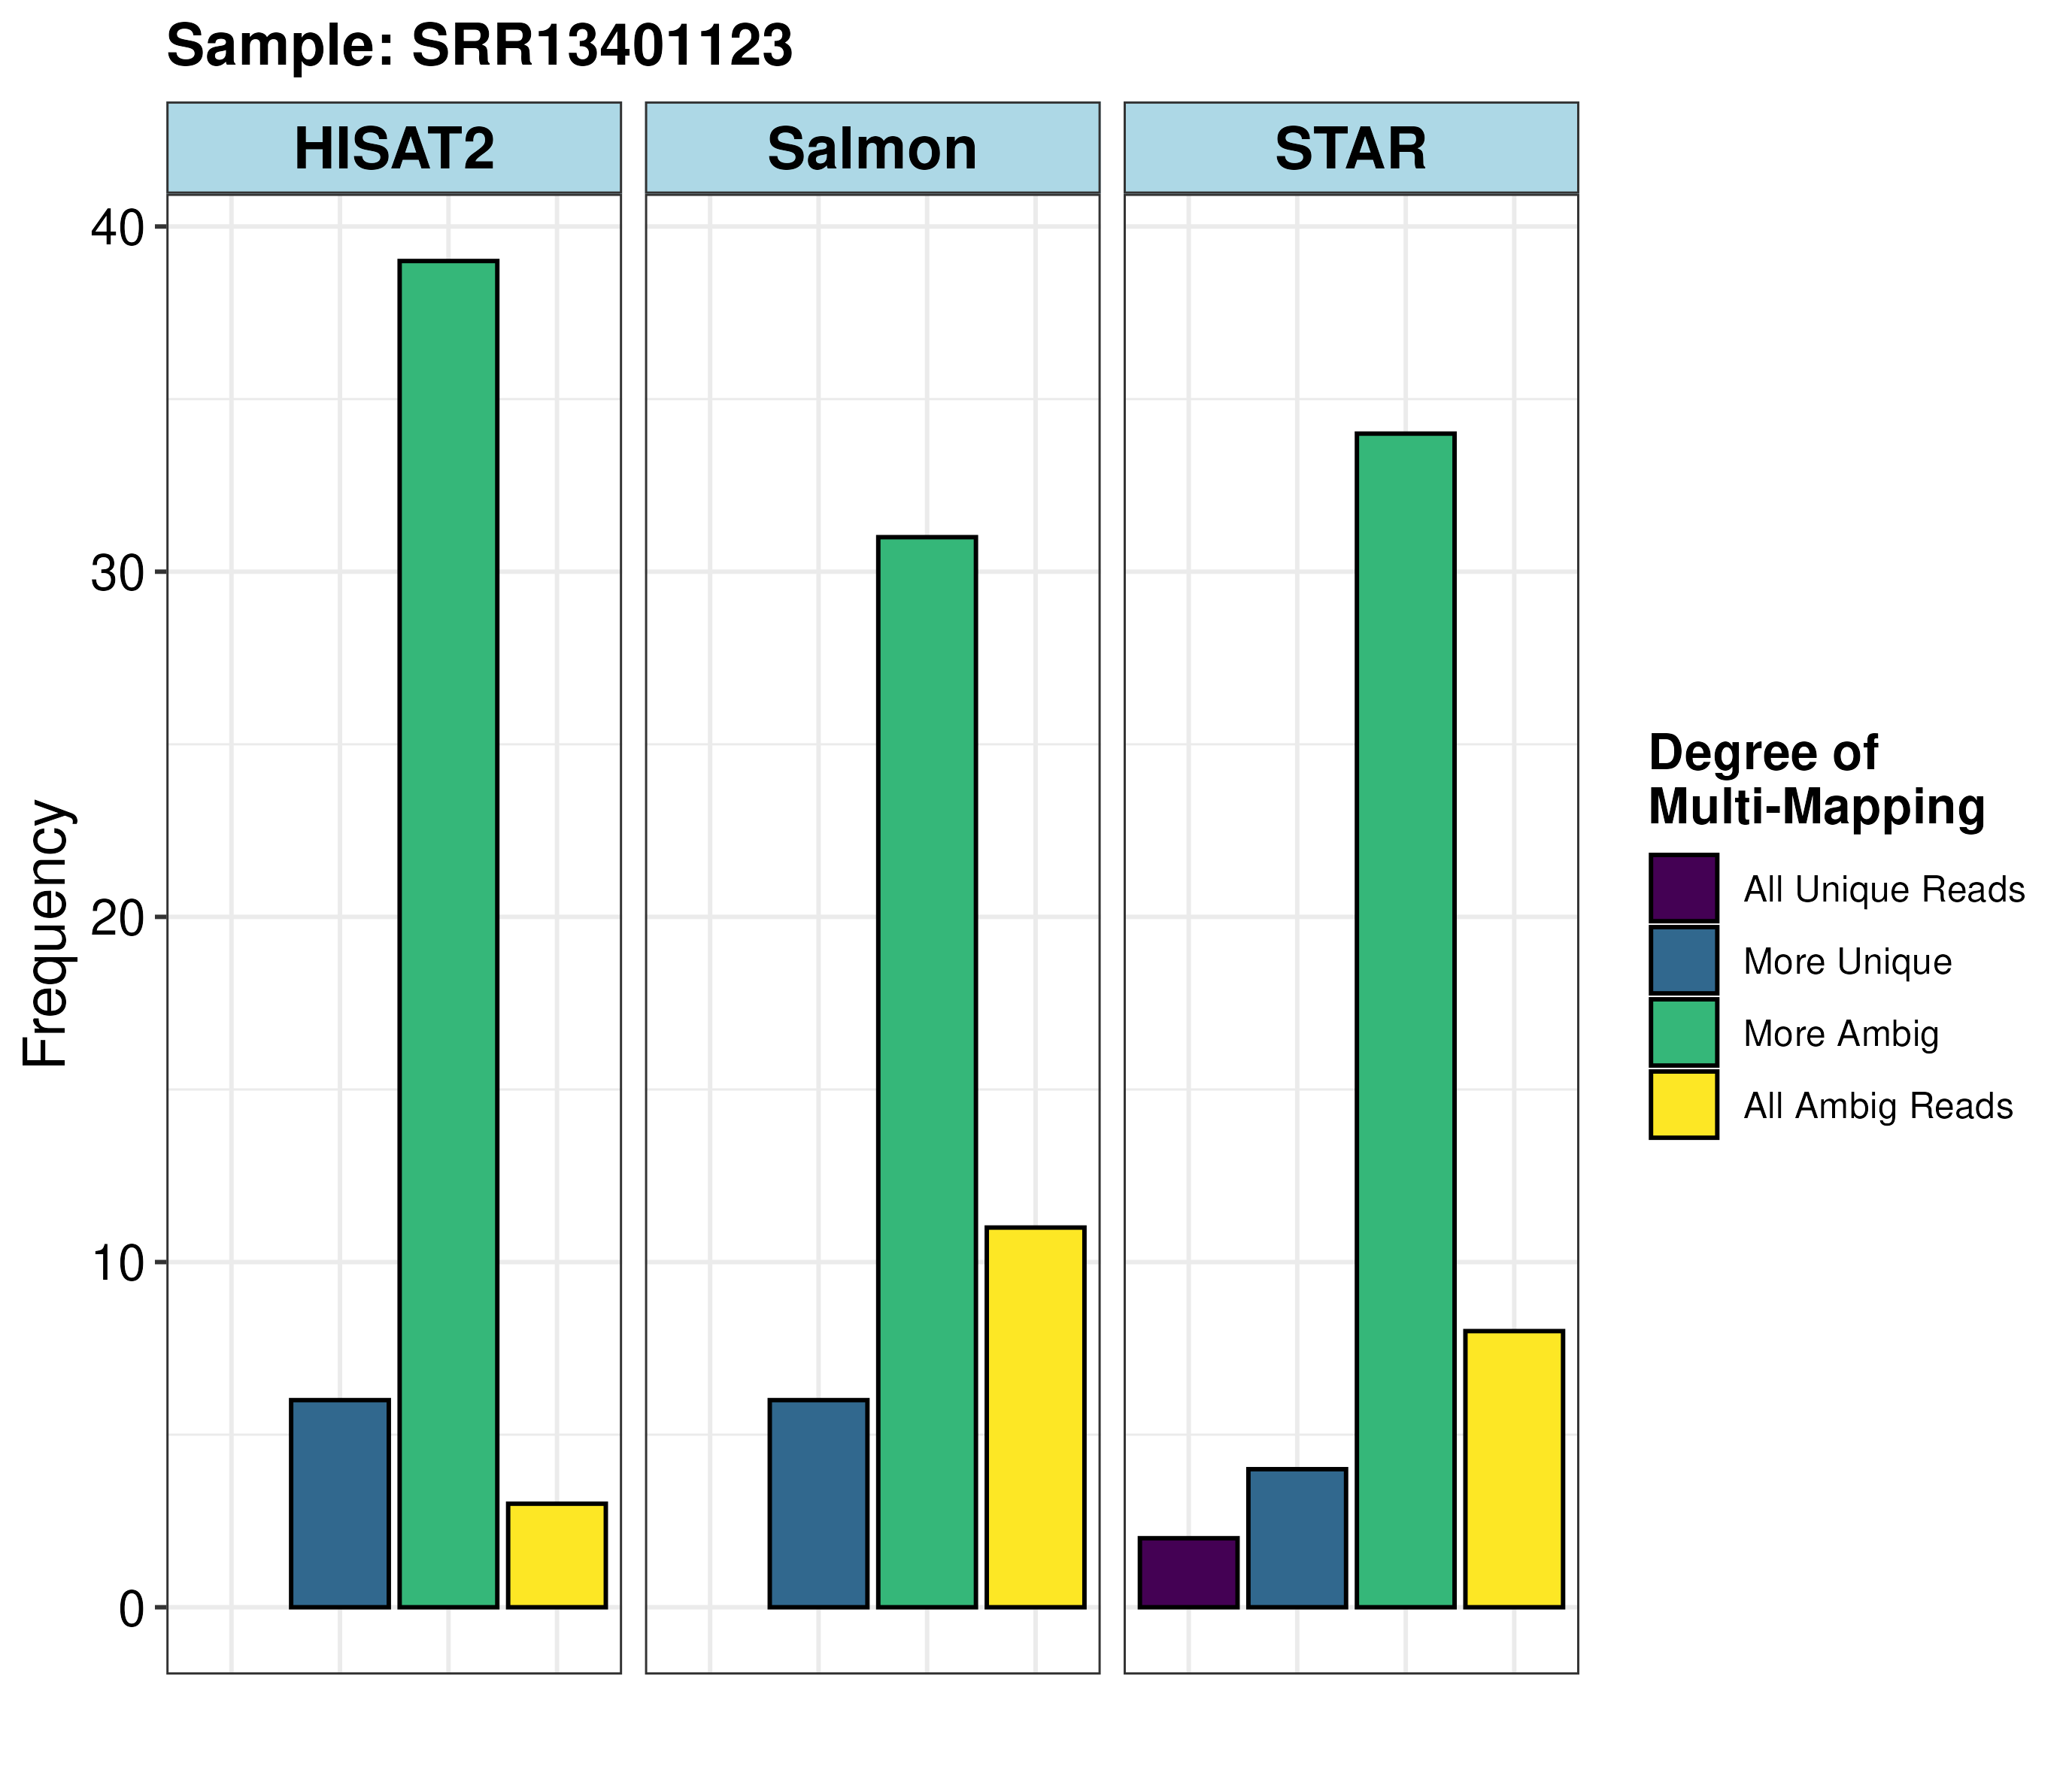 Sample: SRR13401123
HISAT2
Salmon
STAR
40
30
20
10
0
Frequency
Degree of
Multi-Mapping
All Unique Reads
More Unique
More Ambig
All Ambig Reads